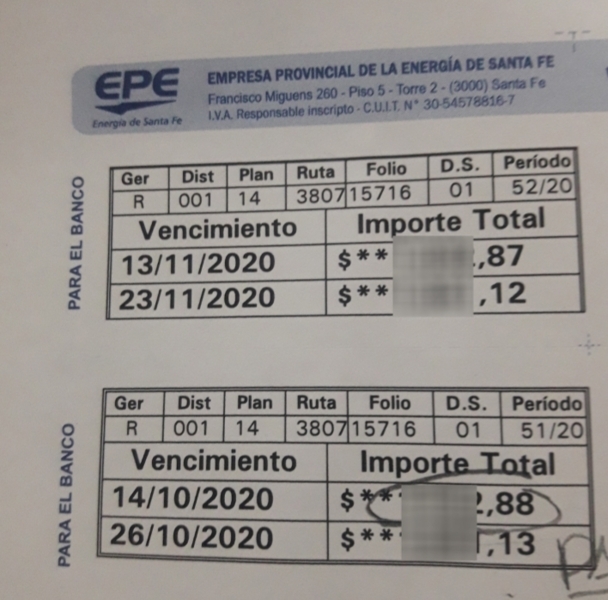 EPE
Energía de Santa Fe
EMPRESA PROVINCIAL DE LA ENERGÍA DE SANTA FE
Francisco Miguens 260 - Piso 5 - Torre 2 - (3000) Santa Fe
I.V.A. Responsable inscripto - C.U.I.T. N° 30-54578816-7
PARA EL BANCO
Ger Dist Plan Ruta Folio D.S. Período
R 001 14 3807 15716 01 52/20
Vencimiento Importe Total
13/11/2020 $** ,87
23/11/2020 $** ,12
PARA EL BANCO
Ger Dist Plan Ruta Folio D.S. Período
R 001 14 3807 15716 01 51/20
Vencimiento Importe Total
14/10/2020 $** 2,88
26/10/2020 $** ,13